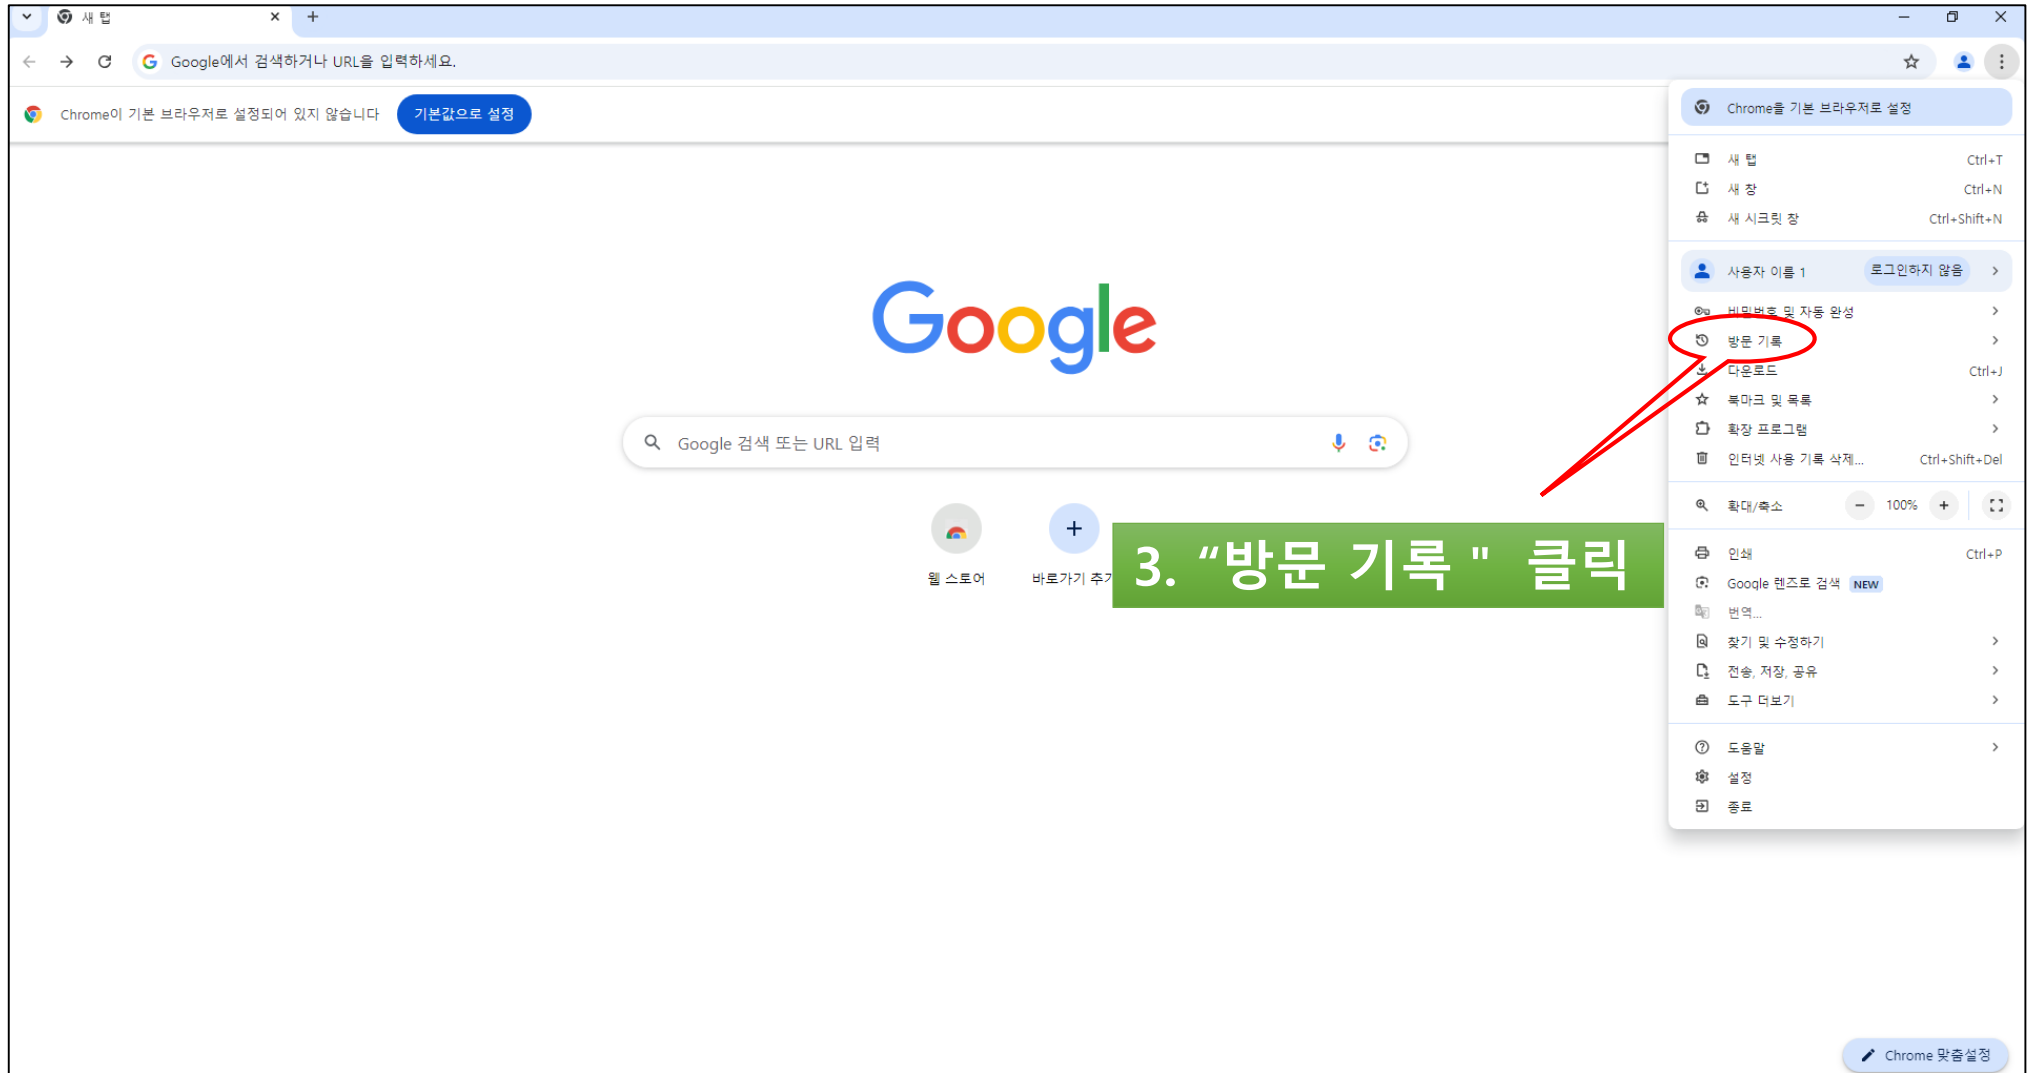 새 탭
Google에서 검색하거나 URL을 입력하세요.
Chrome이 기본 브라우저로 설정되어 있지 않습니다
기본값으로 설정
Chrome을 기본 브라우저로 설정
새 탭 Ctrl+T
새 창 Ctrl+N
새 시크릿 창 Ctrl+Shift+N
사용자 이름 1 로그인하지 않음
비밀번호 및 자동 완성
방문 기록
다운로드 Ctrl+J
북마크 및 목록
확장 프로그램
인터넷 사용 기록 삭제... Ctrl+Shift+Del
확대/축소 − 100% +
인쇄 Ctrl+P
Google 렌즈로 검색 NEW
번역...
찾기 및 수정하기
전송, 저장, 공유
도구 더보기
도움말
설정
종료
Google
Google 검색 또는 URL 입력
웹 스토어
바로가기 추가
3. “방문 기록 " 클릭
Chrome 맞춤설정